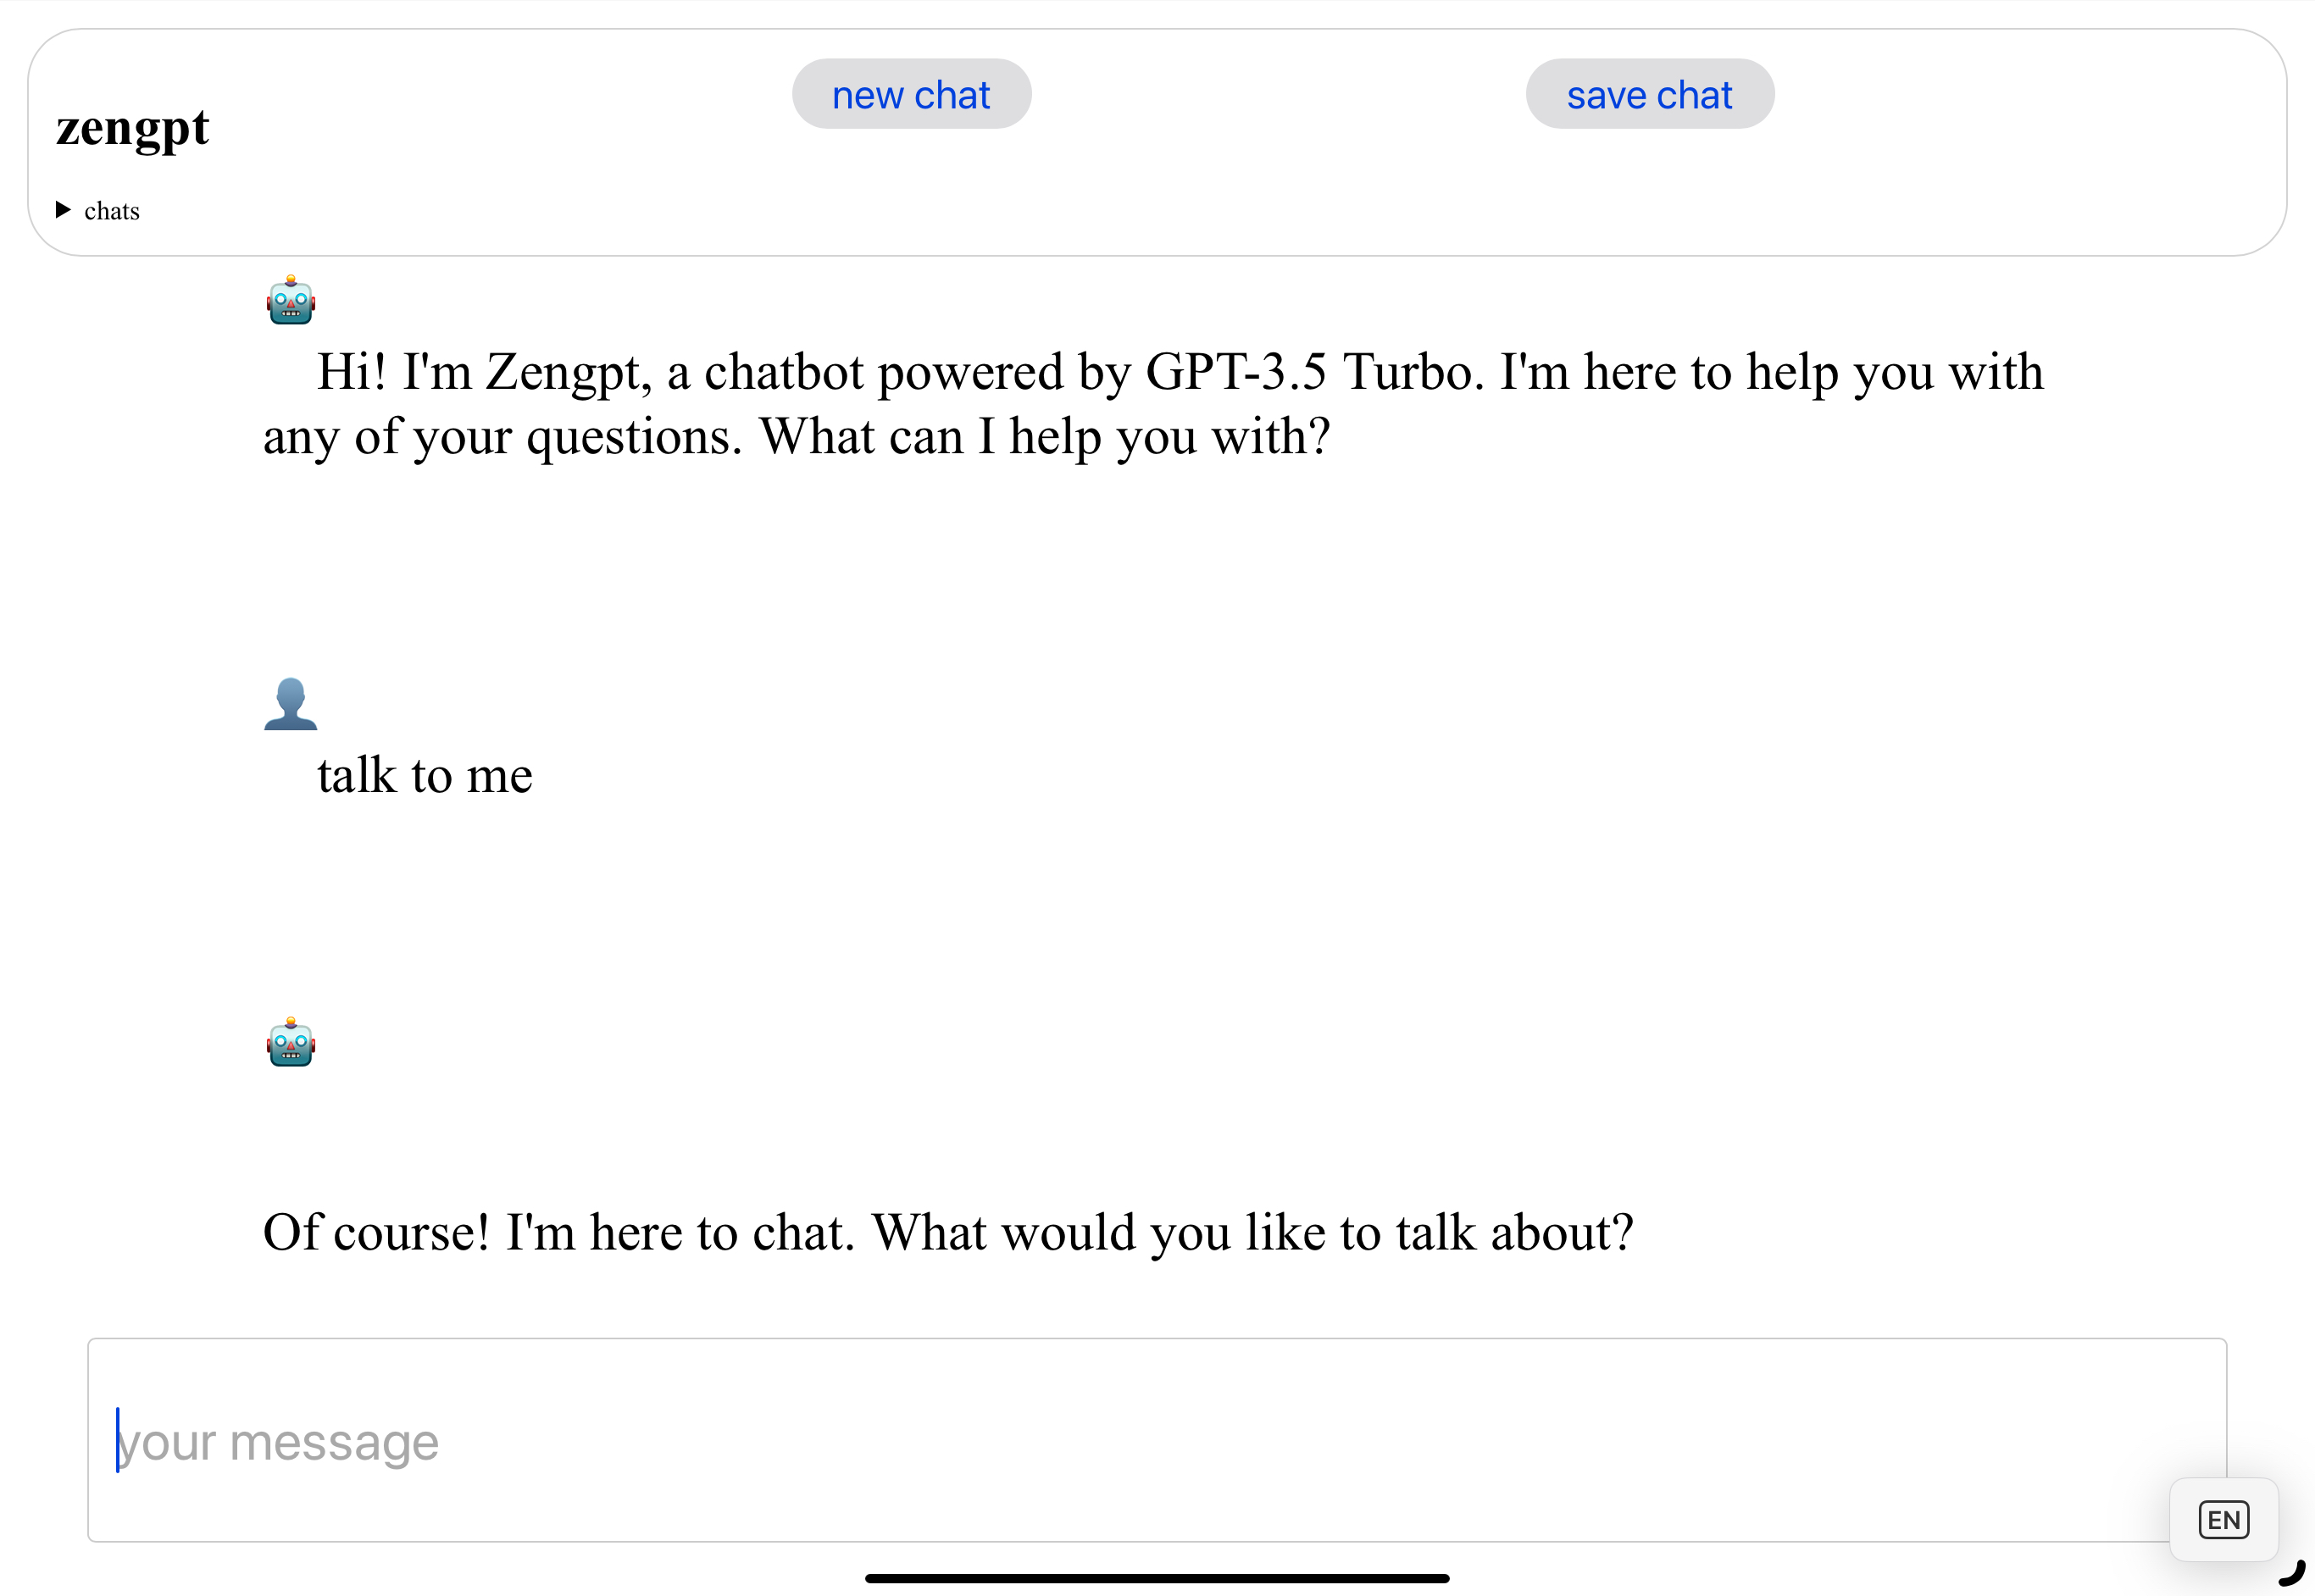 new chat
save chat
zengpt
chats
Hi! I'm Zengpt, a chatbot powered by GPT-3.5 Turbo. I'm here to help you with
any of your questions. What can I help you with?
talk to me
Of course! I'm here to chat. What would you like to talk about?
your message
EN